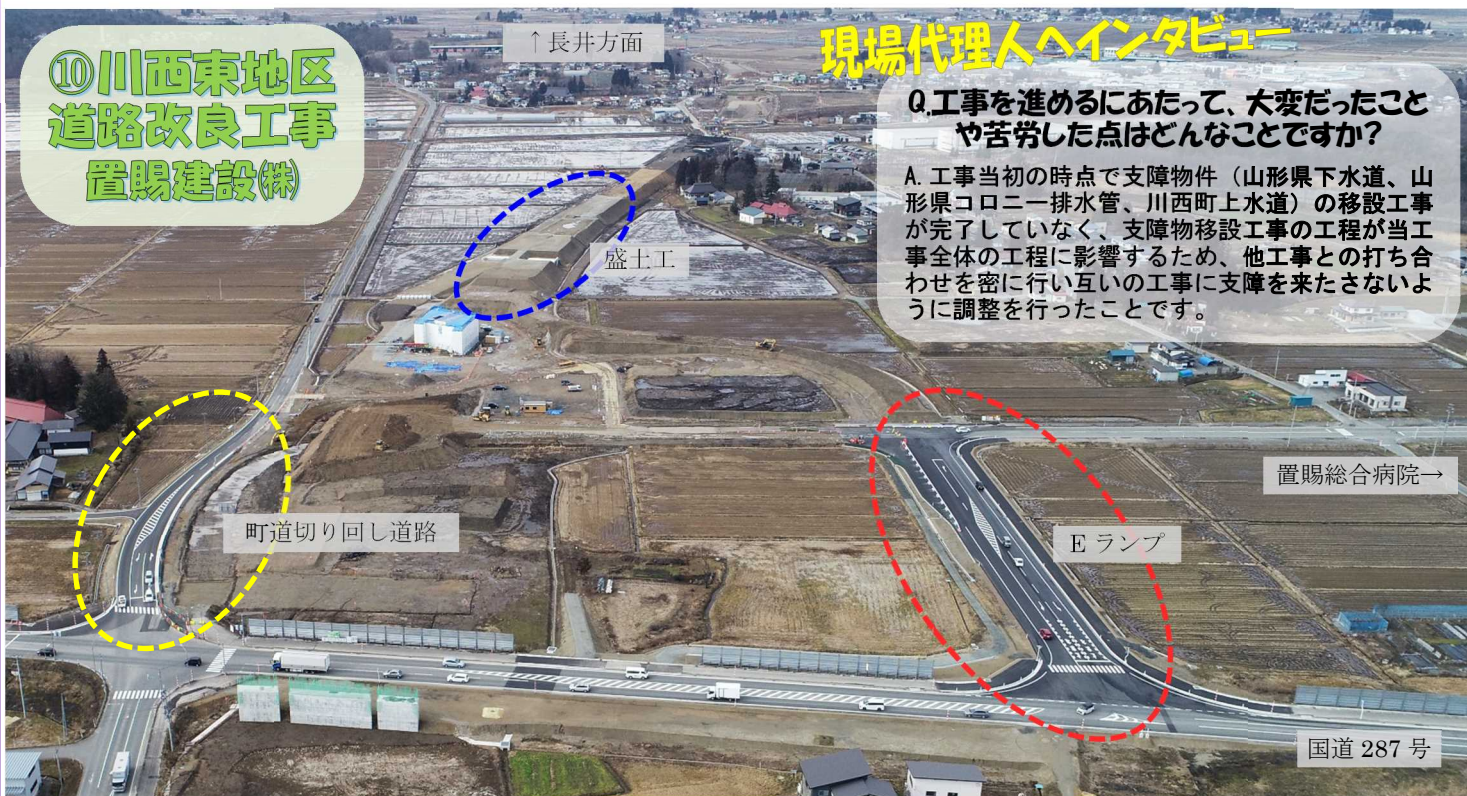 ⑩川西東地区
道路改良工事
置賜建設㈱
↑長井方面
現場代理人へインタビュー
Q.工事を進めるにあたって、大変だったこと
や苦労した点はどんなことですか？
A. 工事当初の時点で支障物件（山形県下水道、山
形県コロニー排水管、川西町上水道）の移設工事
が完了していなく、支障物移設工事の工程が当工
事全体の工程に影響するため、他工事との打ち合
わせを密に行い互いの工事に支障を来たさないよ
うに調整を行ったことです。
盛土工
置賜総合病院→
町道切り回し道路
E ランプ
国道 287 号